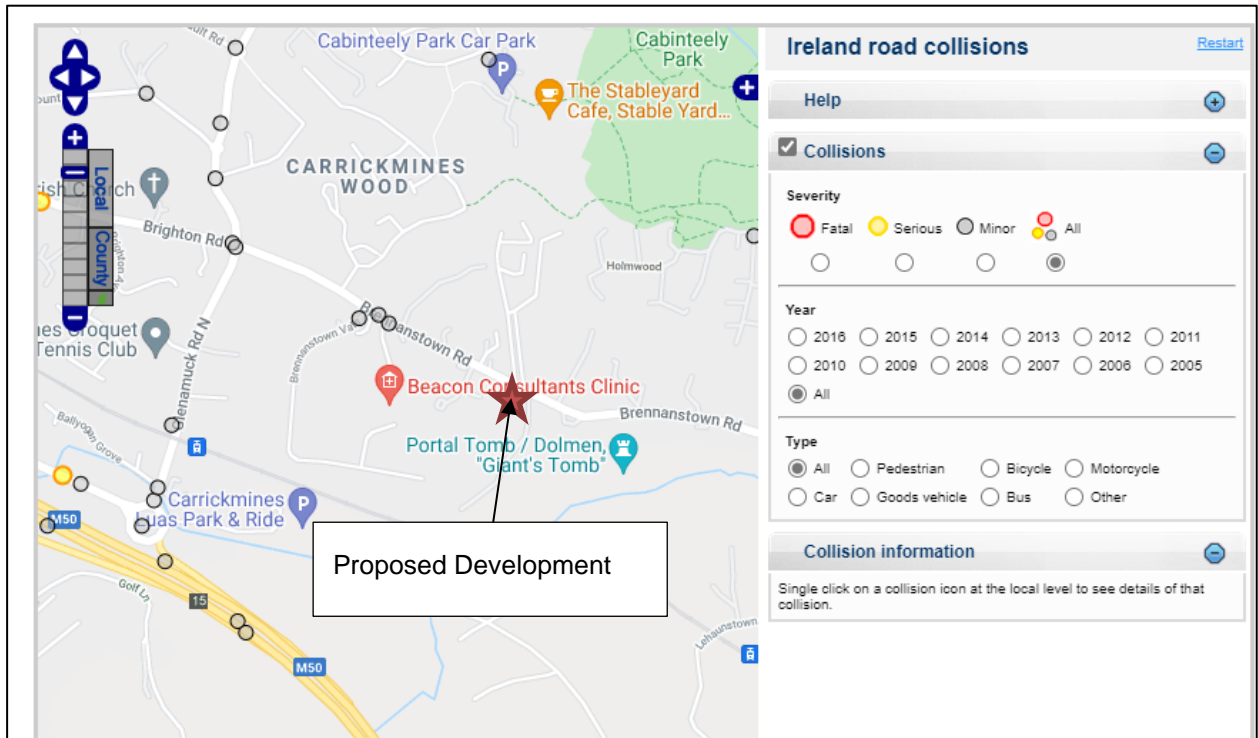 Cabinteely Park Car Park
Cabinteely
Park
P
The Stableyard
Cafe, Stable Yard...
CARRICKMINES
WOOD
Local
County
Brighton Rd
Holmwood
Brennanstown Rd
Tennis Club
Beacon Consultants Clinic
Brennanstown Rd
Portal Tomb / Dolmen,
"Giant's Tomb"
Ballyogan Grove
Carrickmines
Luas Park & Ride
P
M50
Golf Ln
15
M50
Lehaunstown
Proposed Development
Ireland road collisions
Restart
Help
Collisions
Severity
Fatal Serious Minor All
Year
2016 2015 2014 2013 2012 2011
2010 2009 2008 2007 2006 2005
All
Type
All Pedestrian Bicycle Motorcycle
Car Goods vehicle Bus Other
Collision information
Single click on a collision icon at the local level to see details of that
collision.